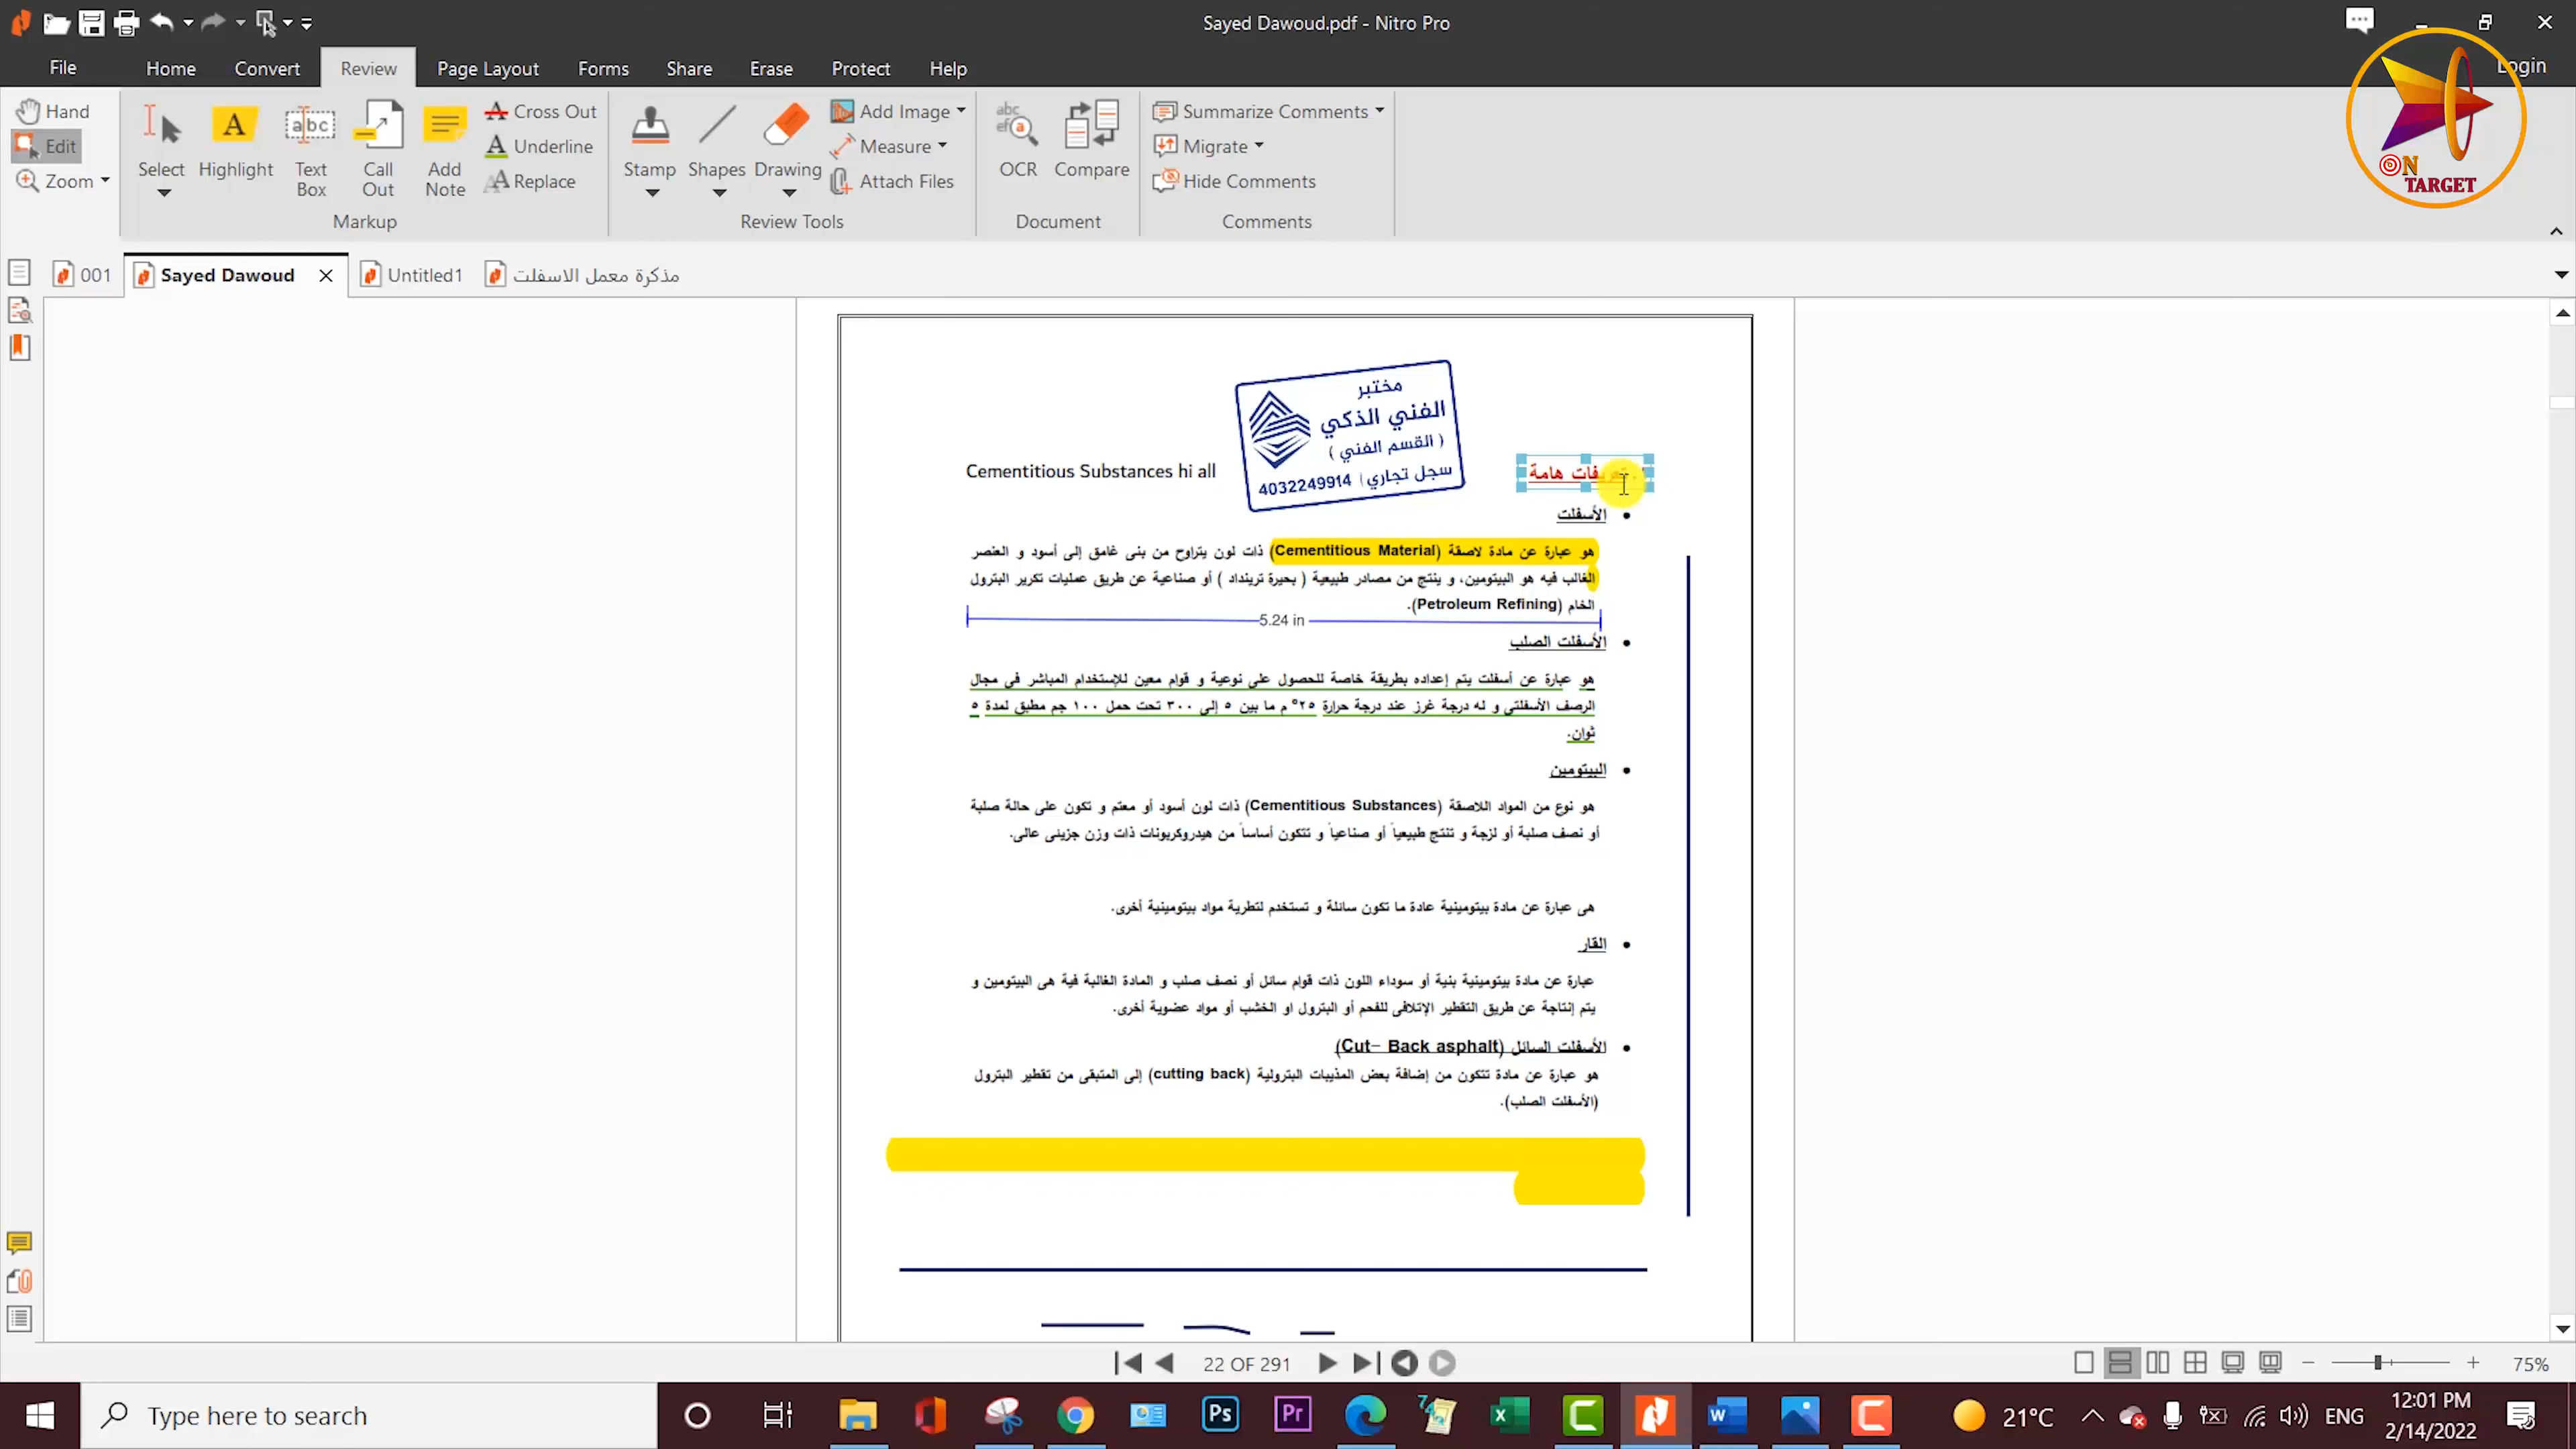 Sayed Dawoud.pdf - Nitro Pro
File Home Convert Review Page Layout Forms Share Erase Protect Help
Login
Hand
Edit
Zoom
Select
Highlight
Text Box
Call Out
Add Note
Cross Out
Underline
Replace
Markup
Stamp
Shapes
Drawing
Add Image
Measure
Attach Files
Review Tools
OCR
Compare
Document
Summarize Comments
Migrate
Hide Comments
Comments
ON TARGET
001
Sayed Dawoud
Untitled1
مذكرة معمل الاسفلت
مختبر
الفني الذكي
( القسم الفني )
سجل تجاري | 4032249914
Cementitious Substances hi all
تعريفات هامة
• الأسفلت
هو عبارة عن مادة لاصقة (Cementitious Material) ذات لون يتراوح من بنى غامق إلى أسود و العنصر
الغالب فيه هو البيتومين، و ينتج من مصادر طبيعية ( بحيرة تريندad ) أو صناعية عن طريق عمليات تكرير البترول
الخام (Petroleum Refining).
5.24 in
• الأسفلت الصلب
هو عبارة عن أسفلت يتم إعداده بطريقة خاصة للحصول على نوعية و قوام معين للإستخدام المباشر فى مجال
الرصف الأسفلتى و له درجة غرز عند درجة حرارة ٢٥° م ما بين ٥ إلى ٣٠٠ تحت حمل ١٠٠ جم مطبق لمدة ٥
ثوان.
• البيتومين
هو نوع من المواد اللاصقة (Cementitious Substances) ذات لون أسود أو معتم و تكون على حالة صلبة
أو نصف صلبة أو لزجة و تنتج طبيعياً أو صناعياً و تتكون أساساً من هيدروكربونات ذات وزن جزيئى عالى.
هى عبارة عن مادة بيتومينية عادة ما تكون سائلة و تستخدم لتطرية مواد بيتومينية أخرى.
• القار
عبارة عن مادة بيتومينية بنية أو سوداء اللون ذات قوام سائل أو نصف صلب و المادة الغالبة فية هى البيتومين و
يتم إنتاجة عن طريق التقطير الإتلافى للفحم أو البترول او الخشب أو مواد عضوية أخرى.
• الأسفلت السائل (Cut– Back asphalt)
هو عبارة عن مادة تتكون من إضافة بعض المذيبات البترولية (cutting back) إلى المتبقى من تقطير البترول
(الأسفلت الصلب).
22 OF 291
75%
Type here to search
21°C
ENG
12:01 PM
2/14/2022